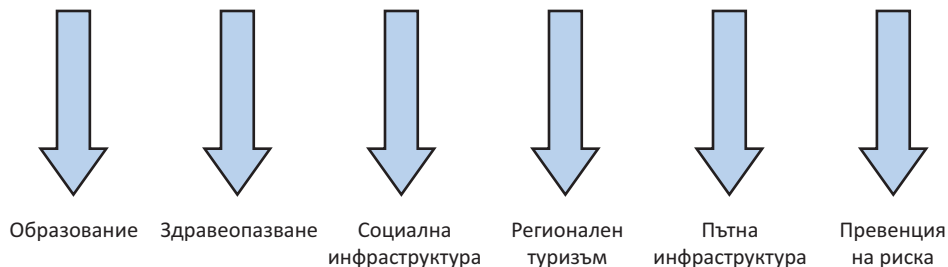 Образование
Здравеопазване
Социална
инфраструктура
Регионален
туризъм
Пътна
инфраструктура
Превенция
на риска